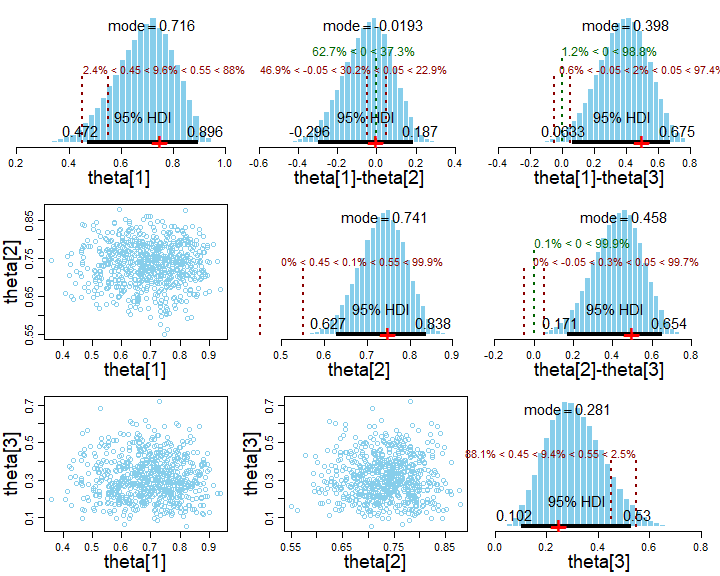 mode = 0.716
2.4% < 0.45 < 9.6% < 0.55 < 88%
95% HDI
0.472 0.896
0.2 0.4 0.6 0.8 1.0
theta[1]
mode = -0.0193
62.7% < 0 < 37.3%
46.9% < -0.05 < 30.2% < 0.05 < 22.9%
95% HDI
-0.296 0.187
-0.6 -0.4 -0.2 0.0 0.2 0.4
theta[1]-theta[2]
mode = 0.398
1.2% < 0 < 98.8%
0.6% < -0.05 < 2% < 0.05 < 97.4%
95% HDI
0.0633 0.675
-0.4 -0.2 0.0 0.2 0.4 0.6 0.8
theta[1]-theta[3]
theta[2]
0.55 0.65 0.75 0.85
0.4 0.5 0.6 0.7 0.8 0.9
theta[1]
mode = 0.741
0% < 0.45 < 0.1% < 0.55 < 99.9%
95% HDI
0.627 0.838
0.5 0.6 0.7 0.8 0.9
theta[2]
mode = 0.458
0.1% < 0 < 99.9%
0% < -0.05 < 0.3% < 0.05 < 99.7%
95% HDI
0.171 0.654
-0.2 0.0 0.2 0.4 0.6 0.8
theta[2]-theta[3]
theta[3]
0.1 0.3 0.5 0.7
0.4 0.5 0.6 0.7 0.8 0.9
theta[1]
theta[3]
0.1 0.3 0.5 0.7
0.55 0.65 0.75 0.85
theta[2]
mode = 0.281
88.1% < 0.45 < 9.4% < 0.55 < 2.5%
95% HDI
0.102 0.53
0.0 0.2 0.4 0.6 0.8
theta[3]